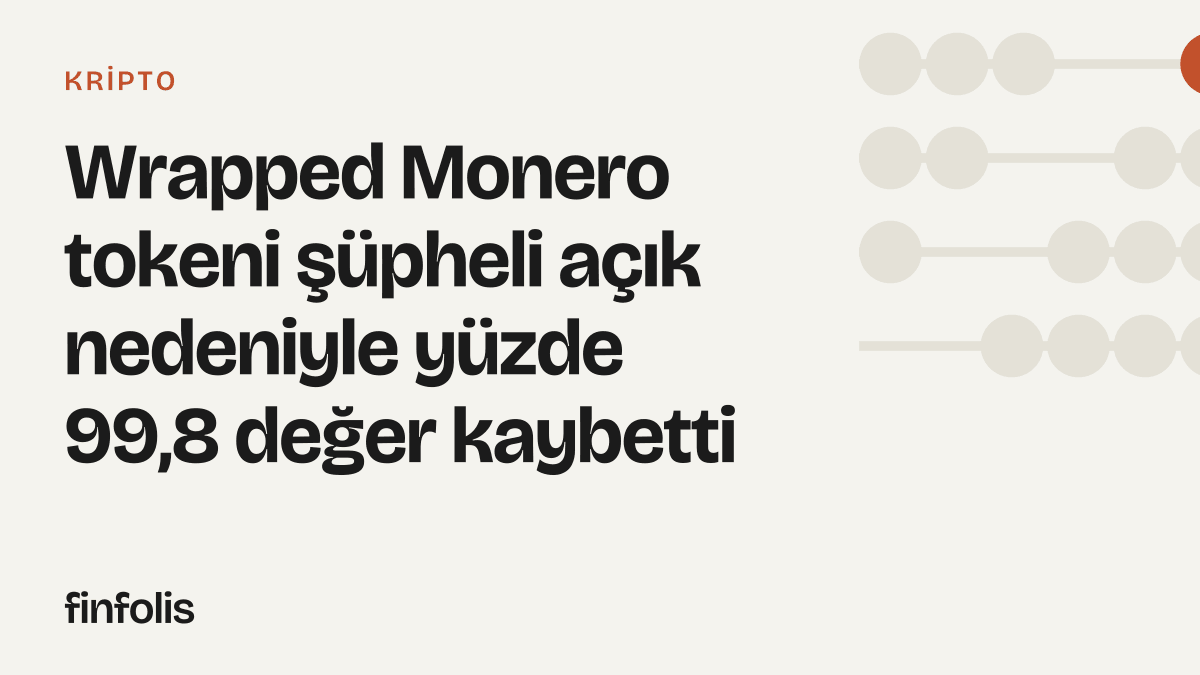 KRİPTO
Wrapped Monero
tokeni şüpheli açık
nedeniyle yüzde
99,8 değer kaybetti
finfolis